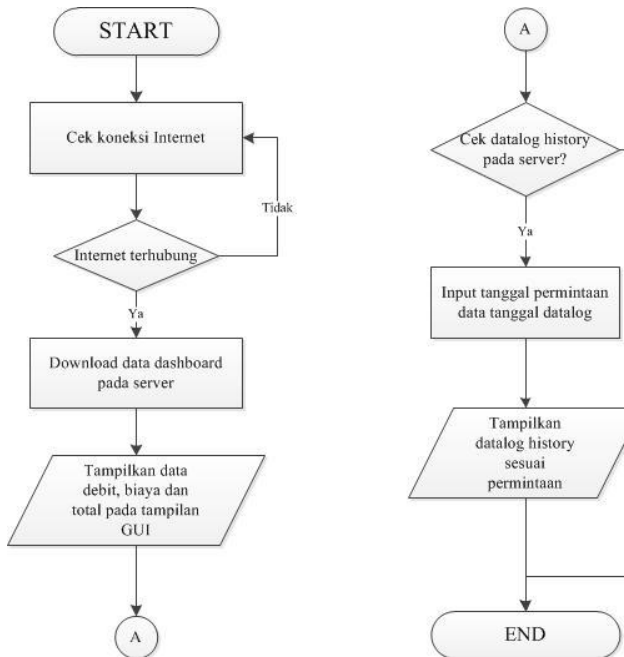 START
Cek koneksi Internet
Tidak
Internet terhubung
Ya
Download data dashboard
pada server
Tampilkan data
debit, biaya dan
total pada tampilan
GUI
A
A
Cek datalog history
pada server?
Ya
Input tanggal permintaan
data tanggal datalog
Tampilkan
datalog history
sesuai
permintaan
END